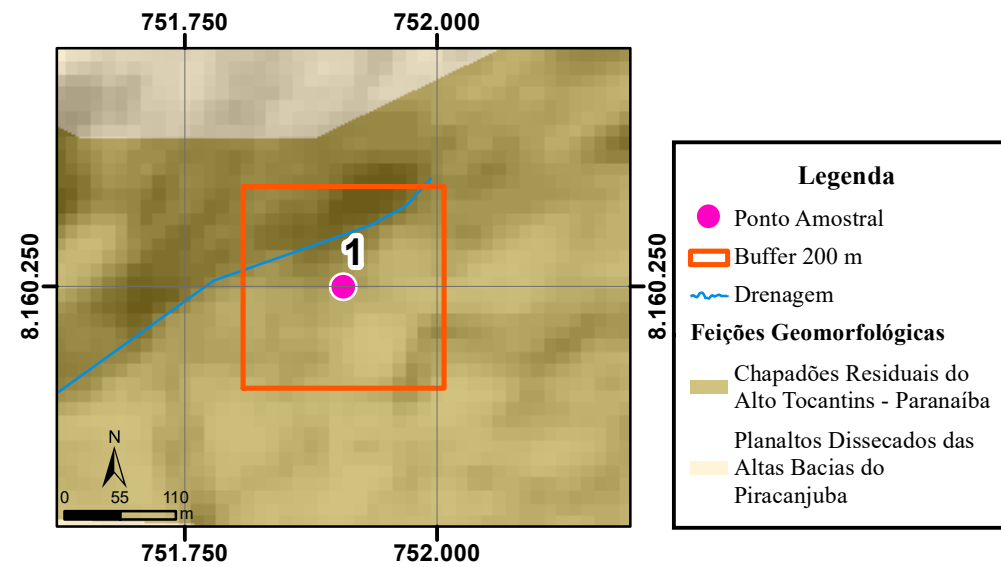 751.750 752.000
8.160.250
1
8.160.250
N
0 55 110
m
751.750 752.000
Legenda
Ponto Amostral
Buffer 200 m
Drenagem
Feições Geomorfológicas
Chapadões Residuais do
Alto Tocantins - Paranaíba
Planaltos Dissecados das
Altas Bacias do
Piracanjuba